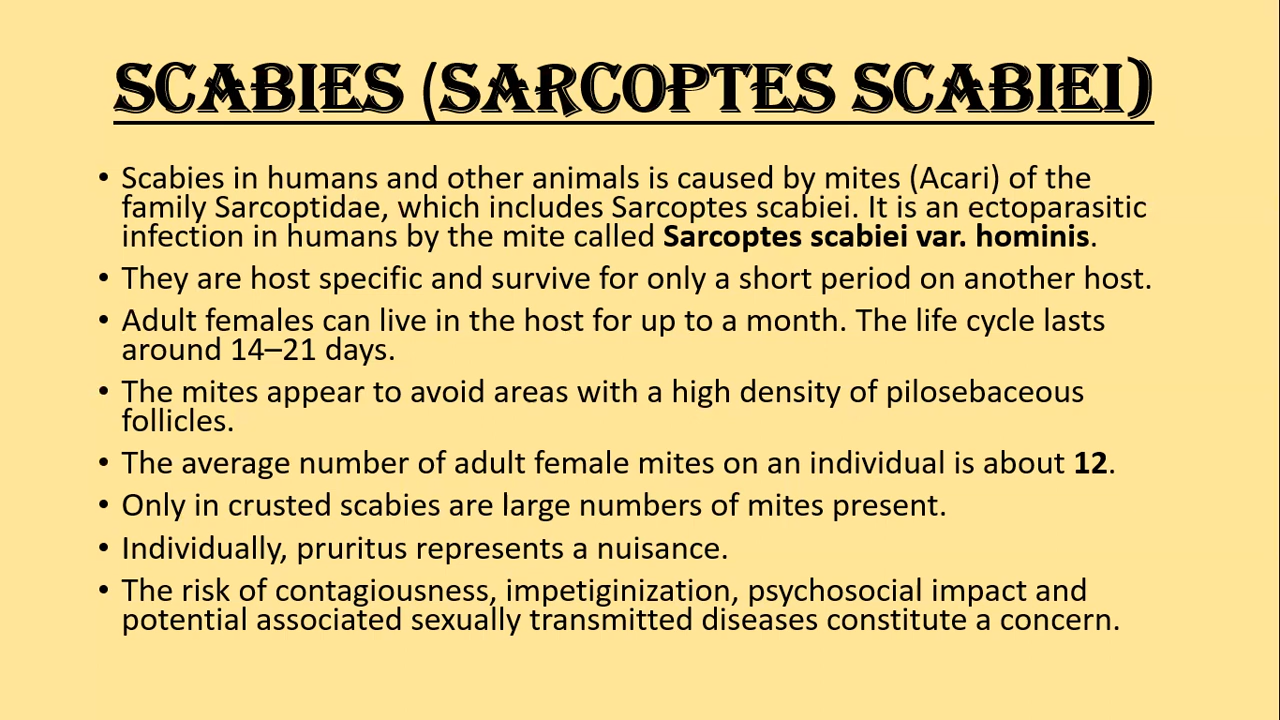 SCABIES (SARCOPTES SCABIEI)
• Scabies in humans and other animals is caused by mites (Acari) of the
family Sarcoptidae, which includes Sarcoptes scabiei. It is an ectoparasitic
infection in humans by the mite called Sarcoptes scabiei var. hominis.
• They are host specific and survive for only a short period on another host.
• Adult females can live in the host for up to a month. The life cycle lasts
around 14–21 days.
• The mites appear to avoid areas with a high density of pilosebaceous
follicles.
• The average number of adult female mites on an individual is about 12.
• Only in crusted scabies are large numbers of mites present.
• Individually, pruritus represents a nuisance.
• The risk of contagiousness, impetiginization, psychosocial impact and
potential associated sexually transmitted diseases constitute a concern.